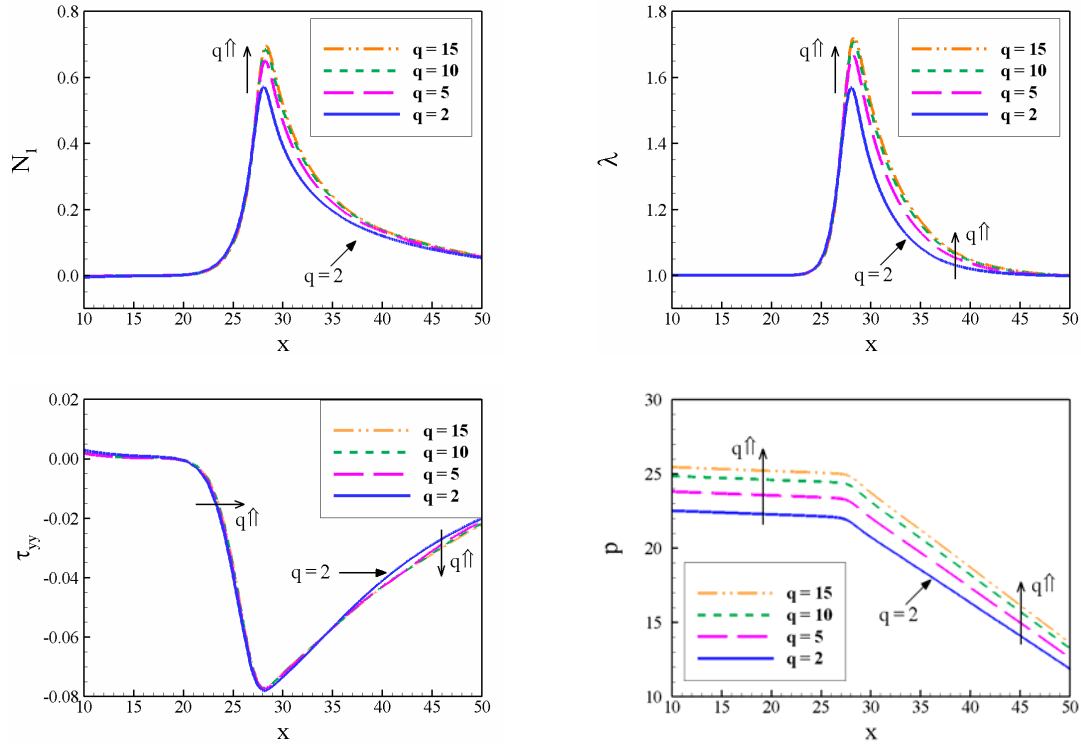 0.8
0.6
0.4
0.2
0.0
N1
q⇑
q = 15
q = 10
q = 5
q = 2
q = 2
10 15 20 25 30 35 40 45 50
x
1.8
1.6
1.4
1.2
1.0
λ
q⇑
q = 15
q = 10
q = 5
q = 2
q⇑
q = 2
10 15 20 25 30 35 40 45 50
x
0.02
0.00
-0.02
-0.04
-0.06
-0.08
τyy
q = 15
q = 10
q = 5
q = 2
q⇑
q⇑
q = 2
10 15 20 25 30 35 40 45 50
x
30
25
20
15
10
p
q⇑
q = 15
q = 10
q = 5
q = 2
q⇑
q = 2
10 15 20 25 30 35 40 45 50
x